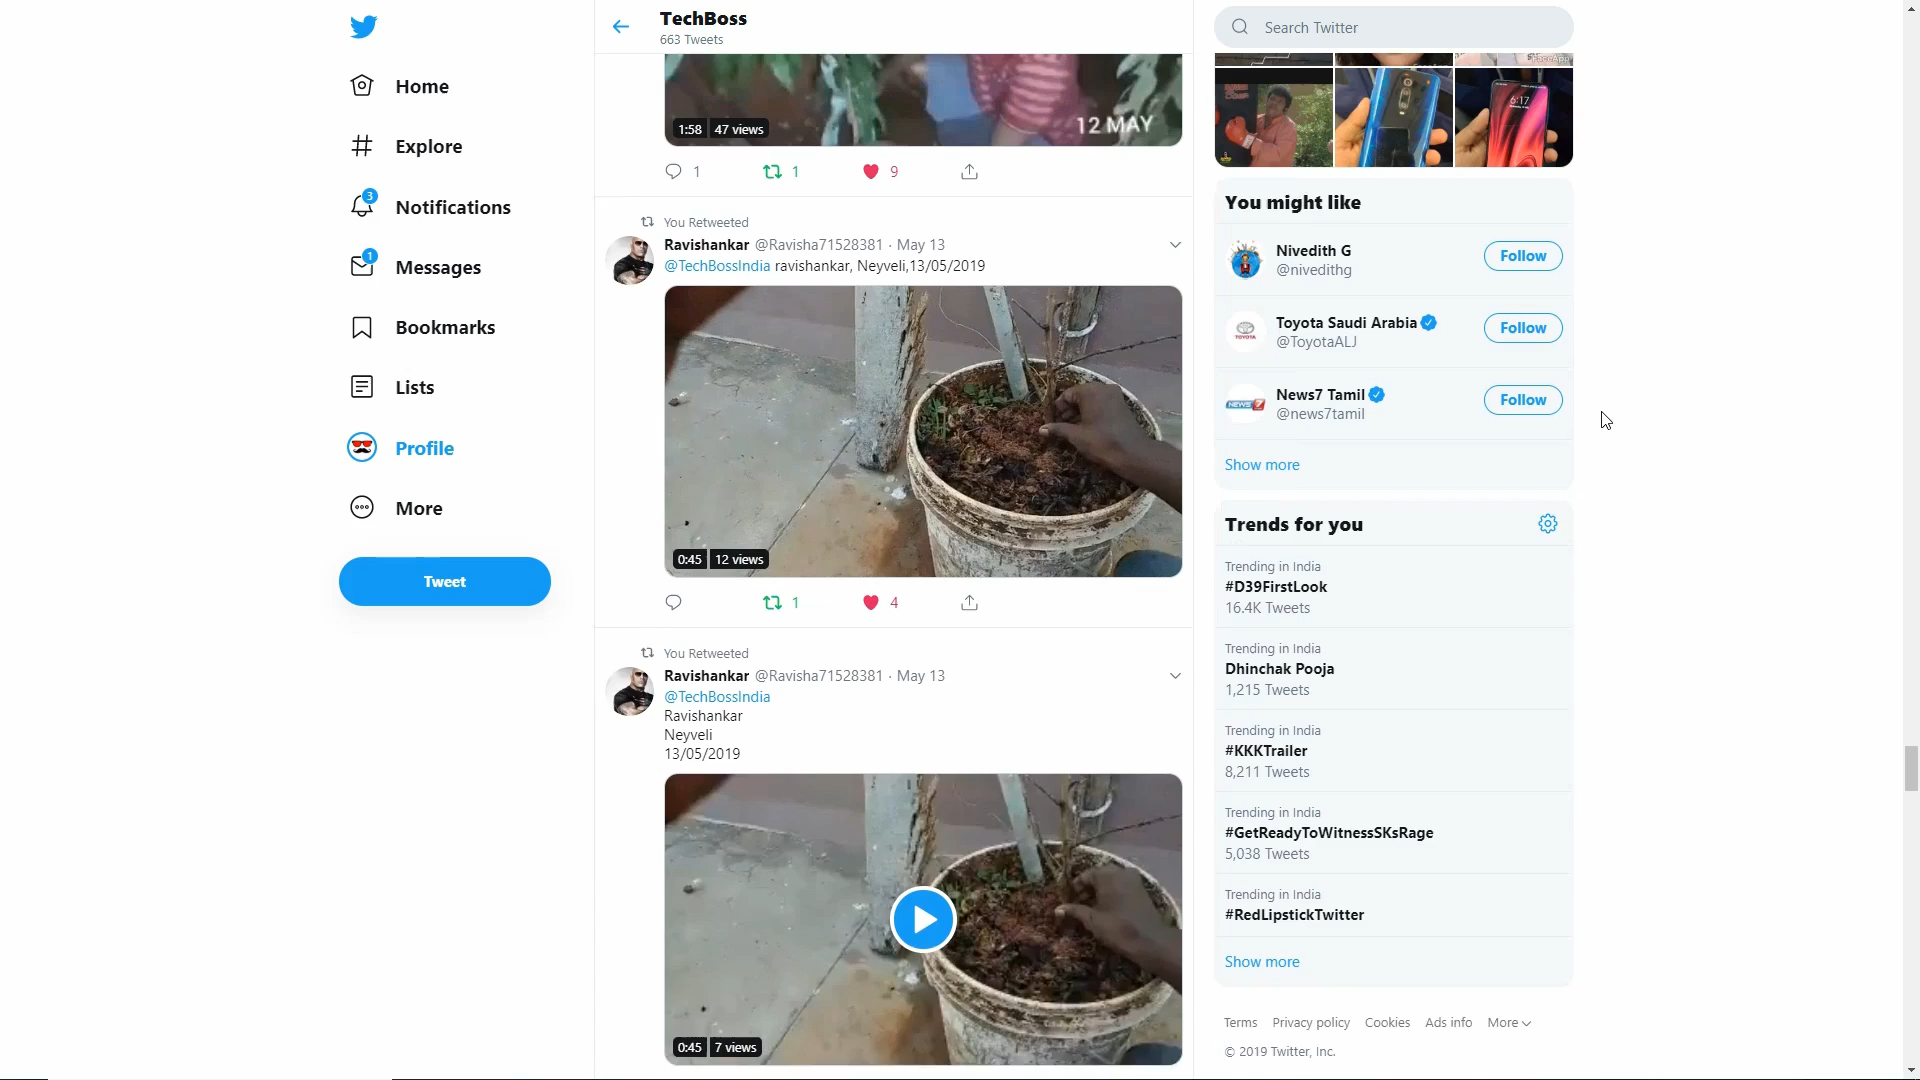 Home
Explore
3
Notifications
1
Messages
Bookmarks
Lists
Profile
More
Tweet
TechBoss
663 Tweets
1:58 47 views
12 MAY
1 1 9
You Retweeted
Ravishankar @Ravisha71528381 · May 13
@TechBossIndia ravishankar, Neyveli,13/05/2019
0:45 12 views
1 4
You Retweeted
Ravishankar @Ravisha71528381 · May 13
@TechBossIndia
Ravishankar
Neyveli
13/05/2019
0:45 7 views
Search Twitter
FaceApp
6:17
You might like
Nivedith G
@nivedithg
Follow
TOYOTA
Toyota Saudi Arabia
@ToyotaALJ
Follow
NEWS7
News7 Tamil
@news7tamil
Follow
Show more
Trends for you
Trending in India
#D39FirstLook
16.4K Tweets
Trending in India
Dhinchak Pooja
1,215 Tweets
Trending in India
#KKKTrailer
8,211 Tweets
Trending in India
#GetReadyToWitnessSKsRage
5,038 Tweets
Trending in India
#RedLipstickTwitter
Show more
Terms Privacy policy Cookies Ads info More
© 2019 Twitter, Inc.